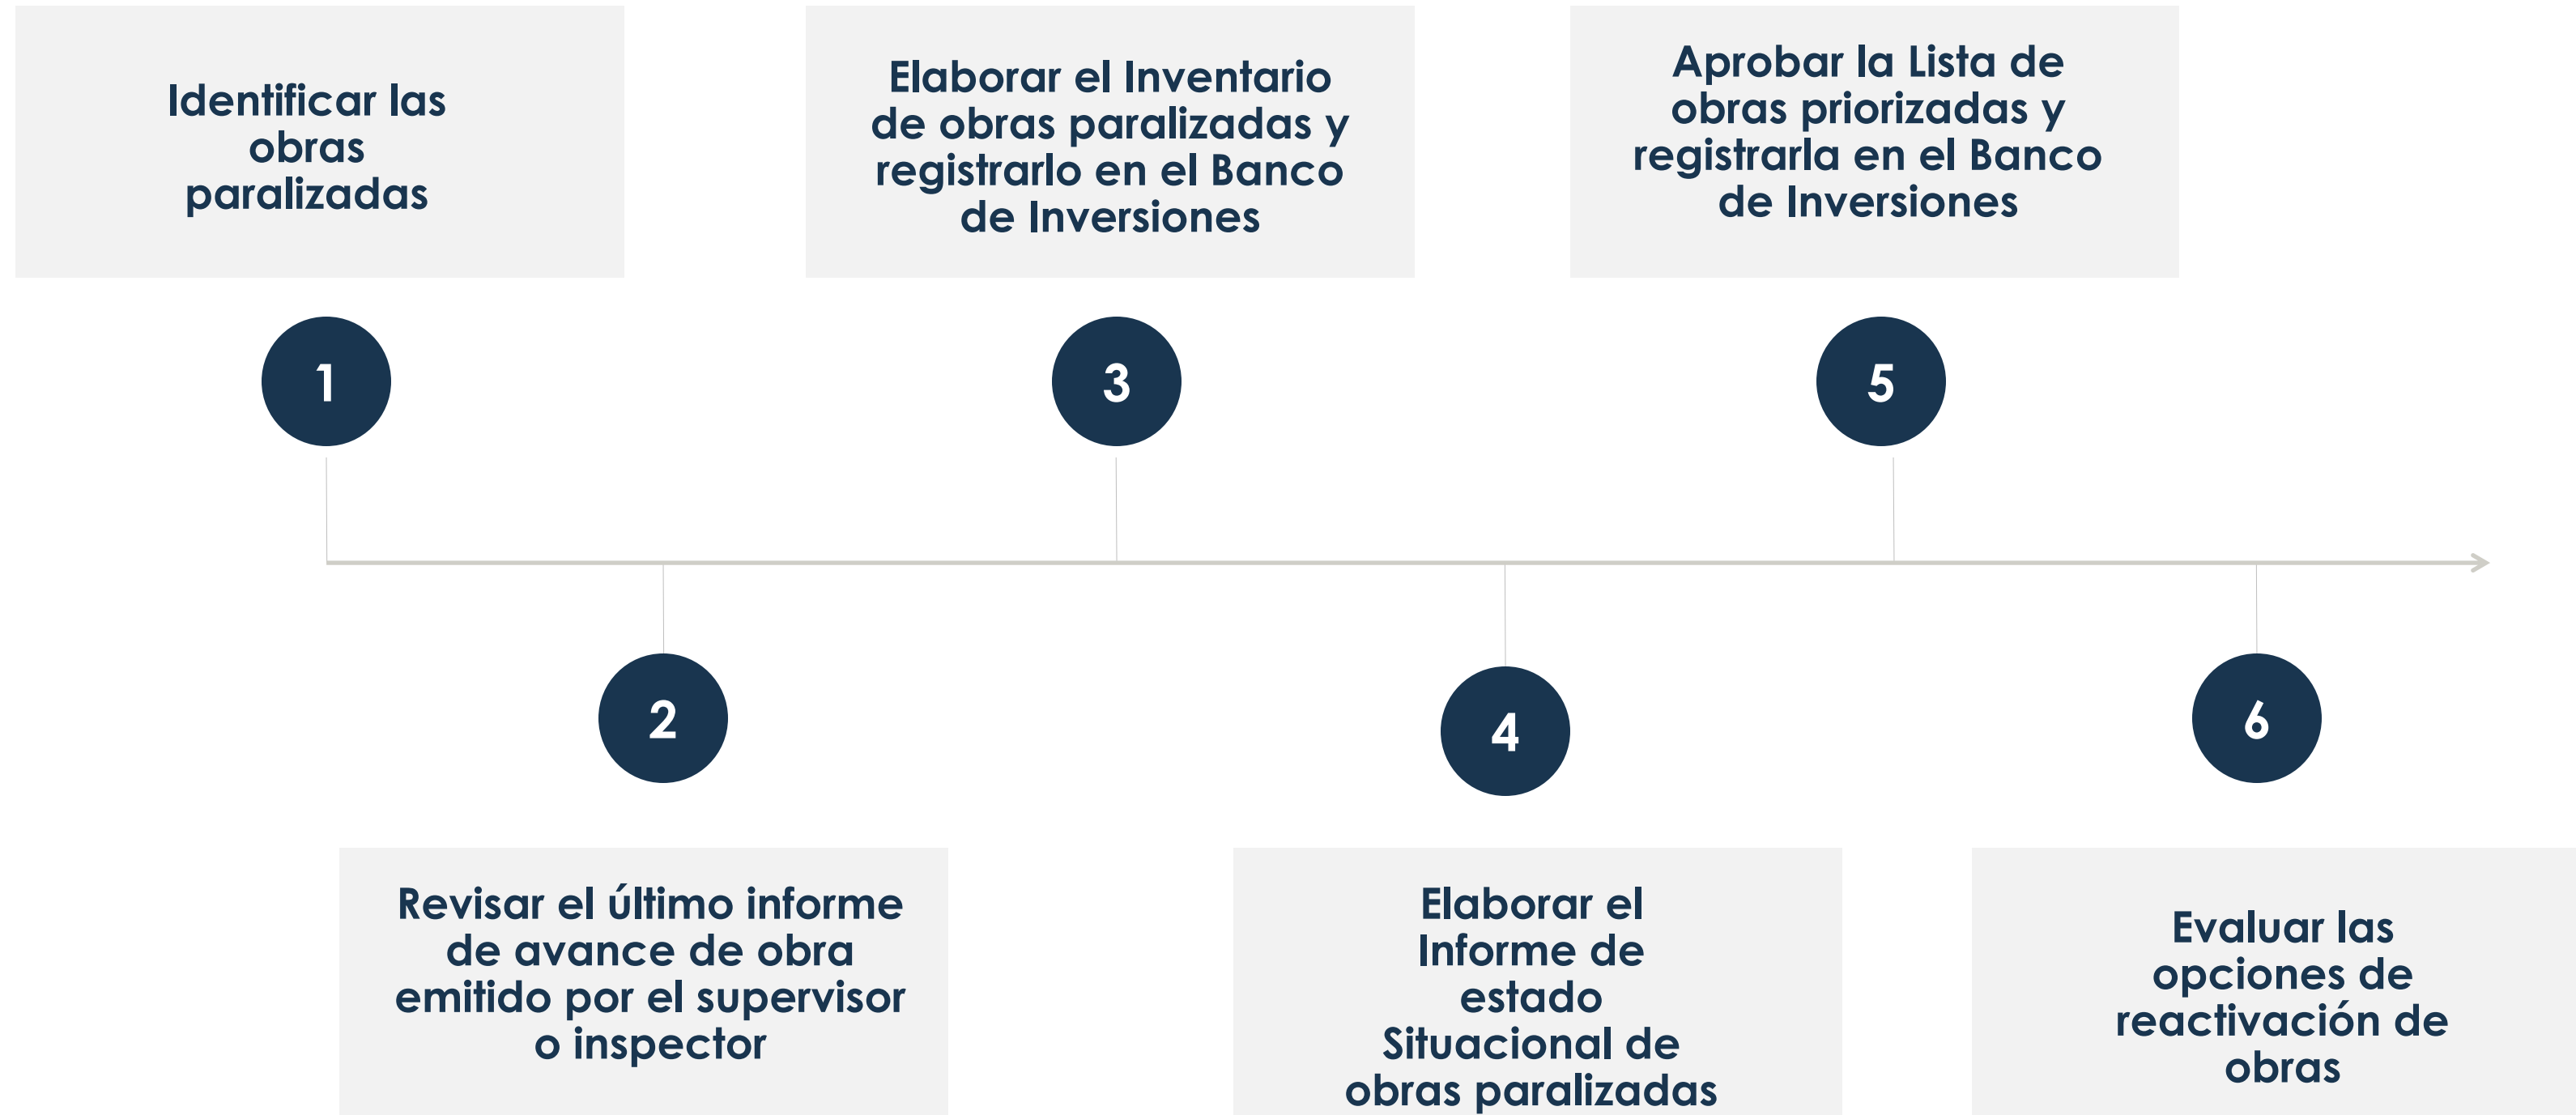 Identificar las
obras
paralizadas
1
Revisar el último informe
de avance de obra
emitido por el supervisor
o inspector
2
Elaborar el Inventario
de obras paralizadas y
registrarlo en el Banco
de Inversiones
3
Elaborar el
Informe de
estado
Situacional de
obras paralizadas
4
Aprobar la Lista de
obras priorizadas y
registrarla en el Banco
de Inversiones
5
Evaluar las
opciones de
reactivación de
obras
6